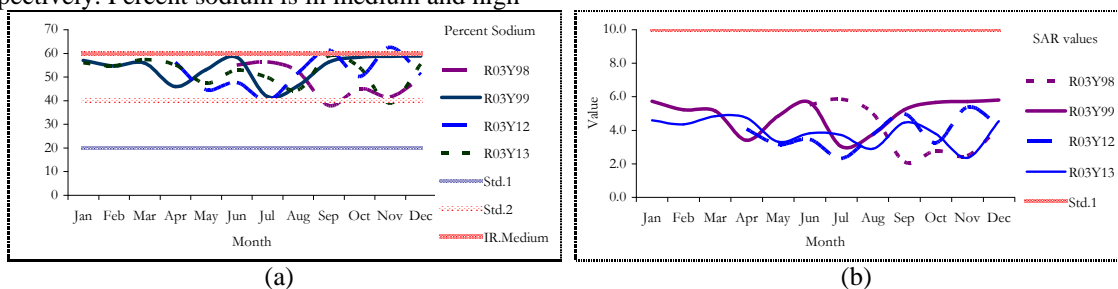 pectively. Percent sodium is in medium and high
Percent Sodium
70
60
50
40
30
20
10
0
Jan Feb Mar Apr May Jun Jul Aug Sep Oct Nov Dec
Month
R03Y98
R03Y99
R03Y12
R03Y13
Std.1
Std.2
IR.Medium
(a)
SAR values
Value
10.0
8.0
6.0
4.0
2.0
0.0
Jan Feb Mar Apr May Jun Jul Aug Sep Oct Nov Dec
Month
R03Y98
R03Y99
R03Y12
R03Y13
Std.1
(b)